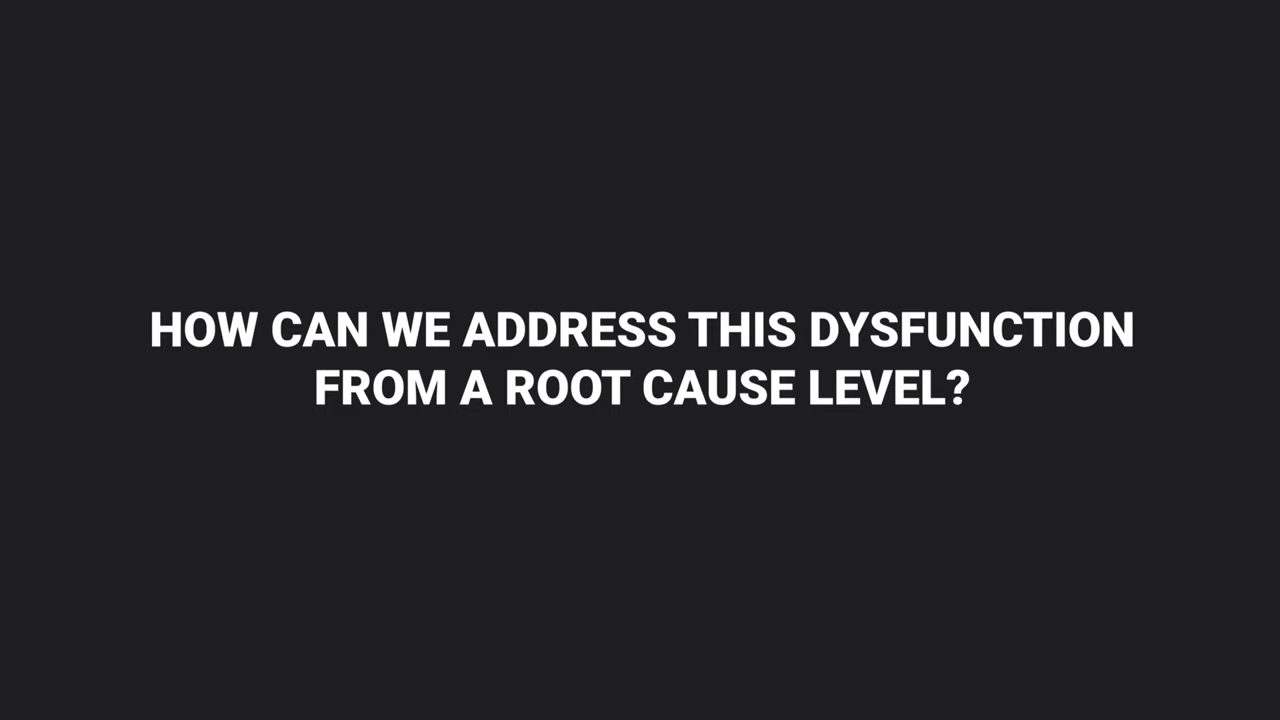 HOW CAN WE ADDRESS THIS DYSFUNCTION
FROM A ROOT CAUSE LEVEL?